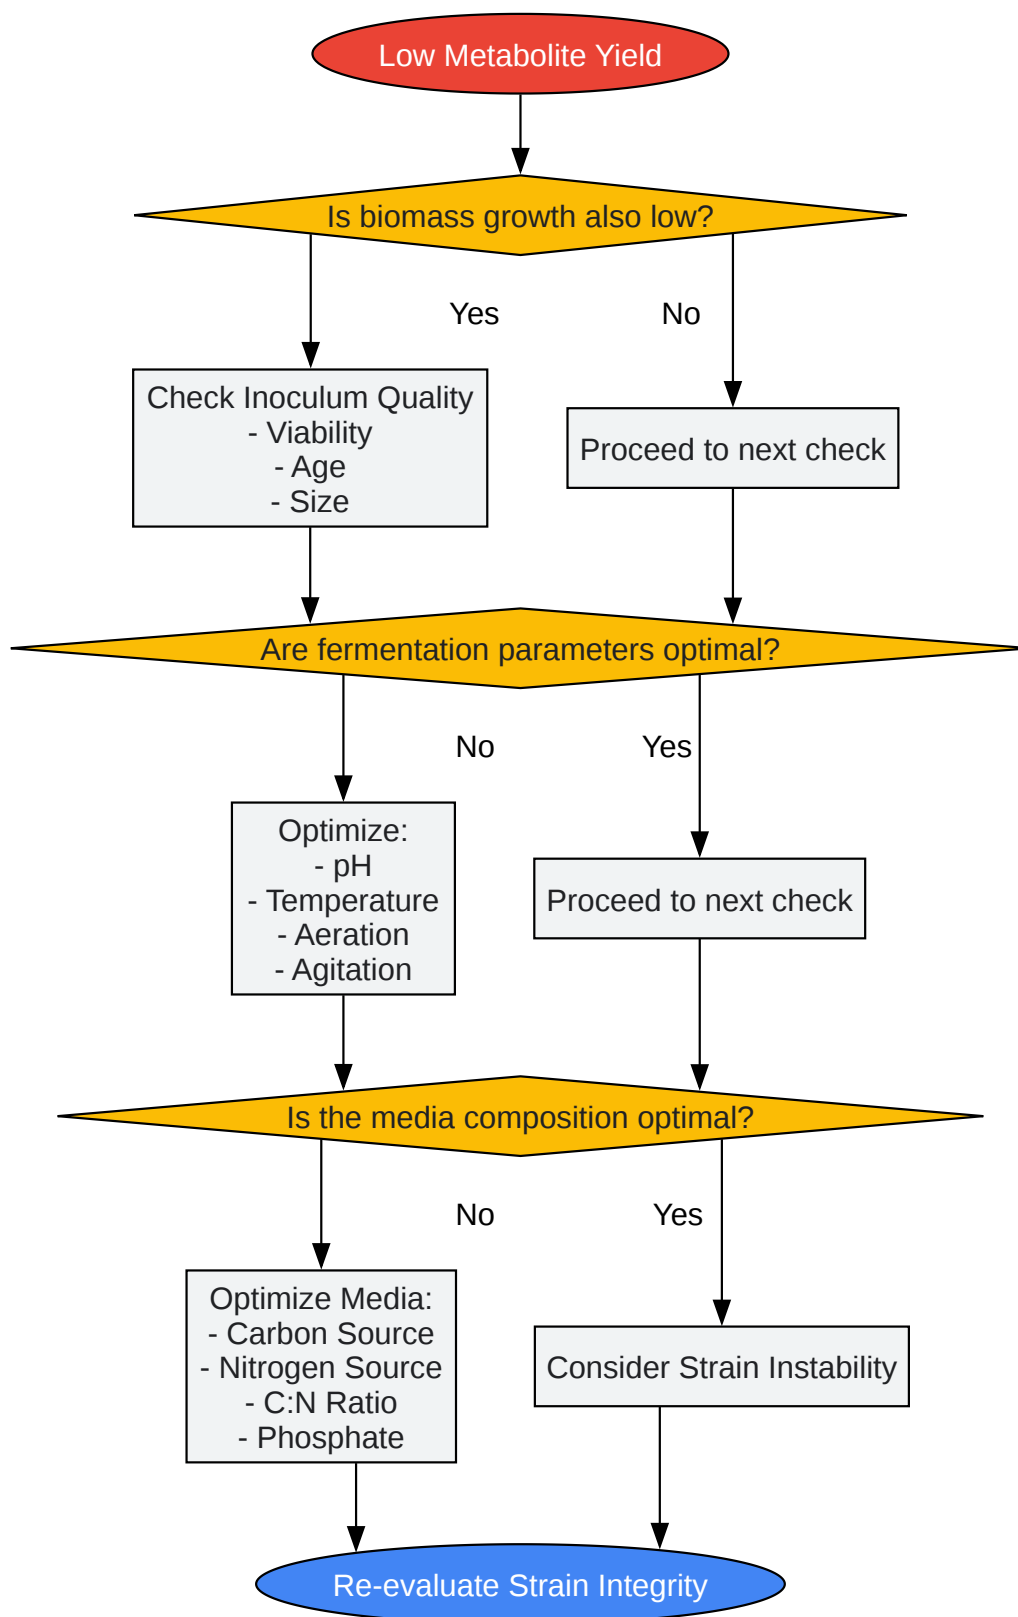 Low Metabolite Yield
Is biomass growth also low?
Yes
No
Check Inoculum Quality
- Viability
- Age
- Size
Proceed to next check
Are fermentation parameters optimal?
No
Yes
Optimize:
- pH
- Temperature
- Aeration
- Agitation
Proceed to next check
Is the media composition optimal?
No
Yes
Optimize Media:
- Carbon Source
- Nitrogen Source
- C:N Ratio
- Phosphate
Consider Strain Instability
Re-evaluate Strain Integrity